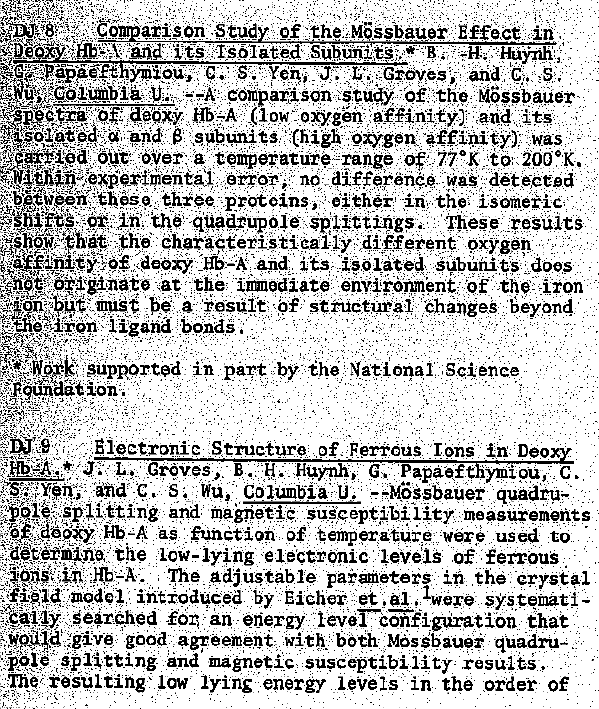 DJ 8 Comparison Study of the Mössbauer Effect in
Deoxy Hb-A and its Isolated Subunits.* B. -H. Huynh,
G. Papaefthymiou, C. S. Yen, J. L. Groves, and C. S.
Wu, Columbia U. --A comparison study of the Mössbauer
spectra of deoxy Hb-A (low oxygen affinity) and its
isolated α and β subunits (high oxygen affinity) was
carried out over a temperature range of 77°K to 200°K.
Within experimental error, no difference was detected
between these three proteins, either in the isomeric
shifts or in the quadrupole splittings. These results
show that the characteristically different oxygen
affinity of deoxy Hb-A and its isolated subunits does
not originate at the immediate environment of the iron
ion but must be a result of structural changes beyond
the iron ligand bonds.
* Work supported in part by the National Science
Foundation.
DJ 9 Electronic Structure of Ferrous Ions in Deoxy
Hb-A.* J. L. Groves, B. H. Huynh, G. Papaefthymiou, C.
S. Yen, and C. S. Wu, Columbia U. --Mössbauer quadru-
pole splitting and magnetic susceptibility measurements
of deoxy Hb-A as function of temperature were used to
determine the low-lying electronic levels of ferrous
ions in Hb-A. The adjustable parameters in the crystal
field model introduced by Eicher et.al.¹were systemati-
cally searched for an energy level configuration that
would give good agreement with both Mössbauer quadru-
pole splitting and magnetic susceptibility results.
The resulting low lying energy levels in the order of